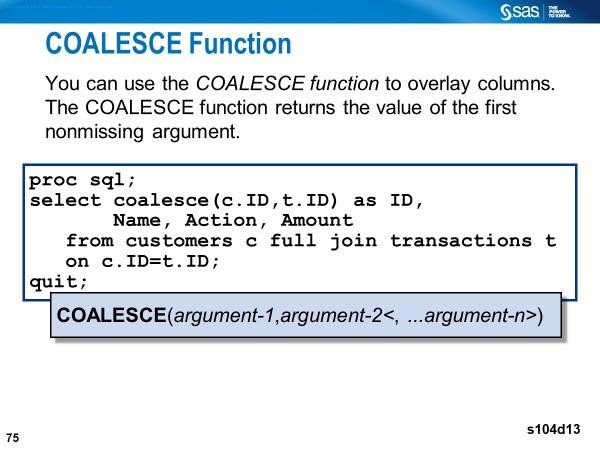 sas THE POWER TO KNOW.
COALESCE Function
You can use the COALESCE function to overlay columns.
The COALESCE function returns the value of the first
nonmissing argument.
proc sql;
select coalesce(c.ID,t.ID) as ID,
Name, Action, Amount
from customers c full join transactions t
on c.ID=t.ID;
quit;
COALESCE(argument-1,argument-2<, ...argument-n>)
75
s104d13